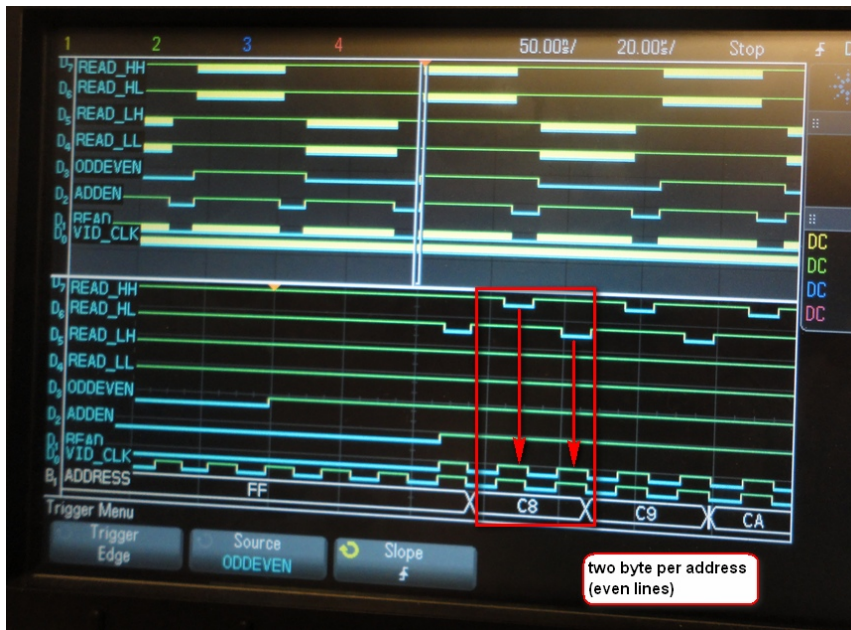 1 2 3 4 50.00%/ 20.00%/ Stop
D7 READ_HH
D6 READ_HL
D5 READ_LH
D4 READ_LL
D3 ODDEVEN
D2 ADDEN
D1 READ
D0 VID_CLK
DC
DC
DC
DC
D7 READ_HH
D6 READ_HL
D5 READ_LH
D4 READ_LL
D3 ODDEVEN
D2 ADDEN
D1 READ
D0 VID_CLK
B1 ADDRESS FF C8 C9 CA
Trigger Menu
Trigger
Edge
Source
ODDEVEN
Slope
two byte per address
(even lines)